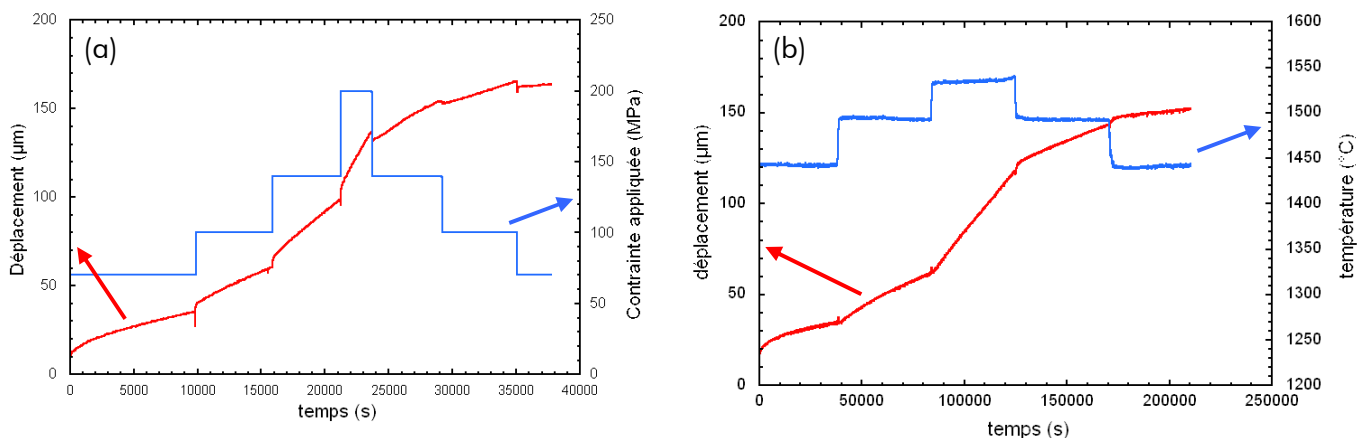 (a)
Déplacement (µm)
200
150
100
50
0
0 5000 10000 15000 20000 25000 30000 35000 40000
temps (s)
250
200
150
100
50
0
Contrainte appliquée (MPa)
(b)
déplacement (µm)
200
150
100
50
0
0 50000 100000 150000 200000 250000
temps (s)
1600
1550
1500
1450
1400
1350
1300
1250
1200
température (°C)